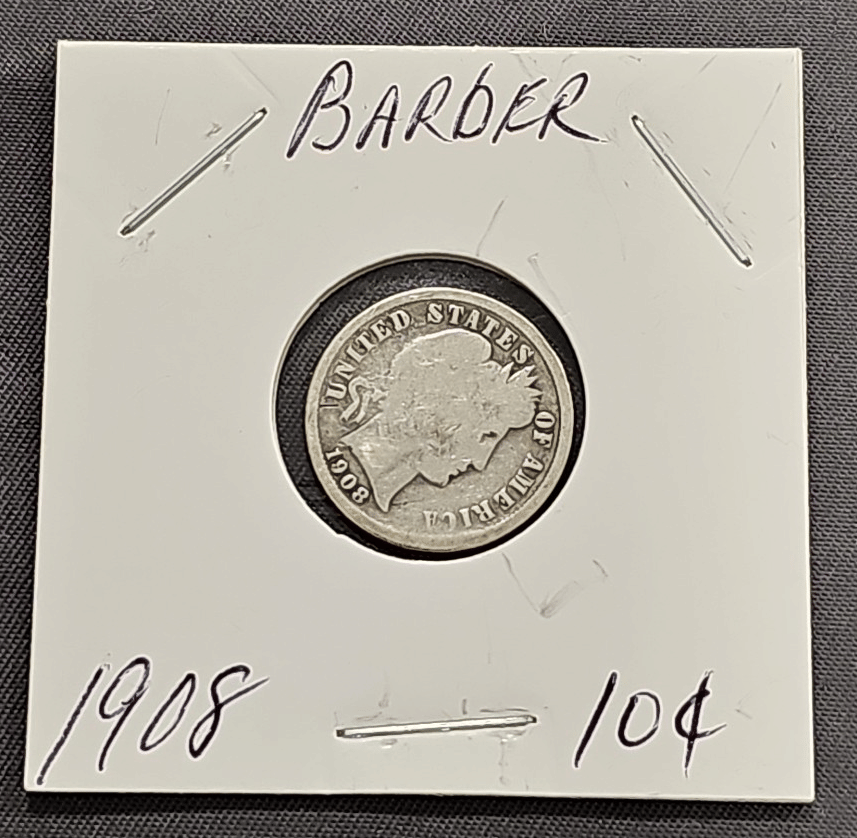 BARBER
UNITED STATES OF AMERICA
1908
1908
10¢